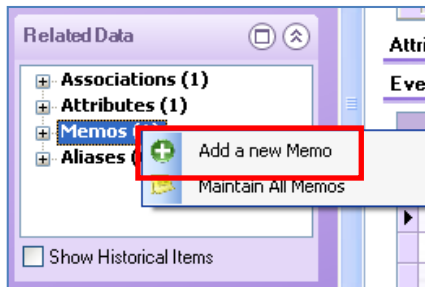 Related Data
Attri
Associations (1)
Eve
Attributes (1)
Memos (
Add a new Memo
Aliases (
Maintain All Memos
Show Historical Items